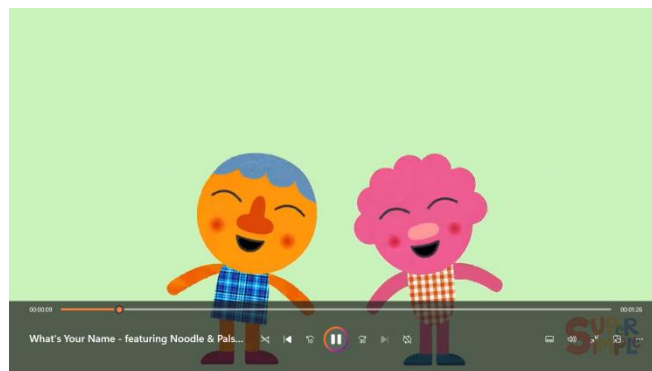 00:00:09
00:01:26
What's Your Name - featuring Noodle & Pals...
SUPER
SIMPLE